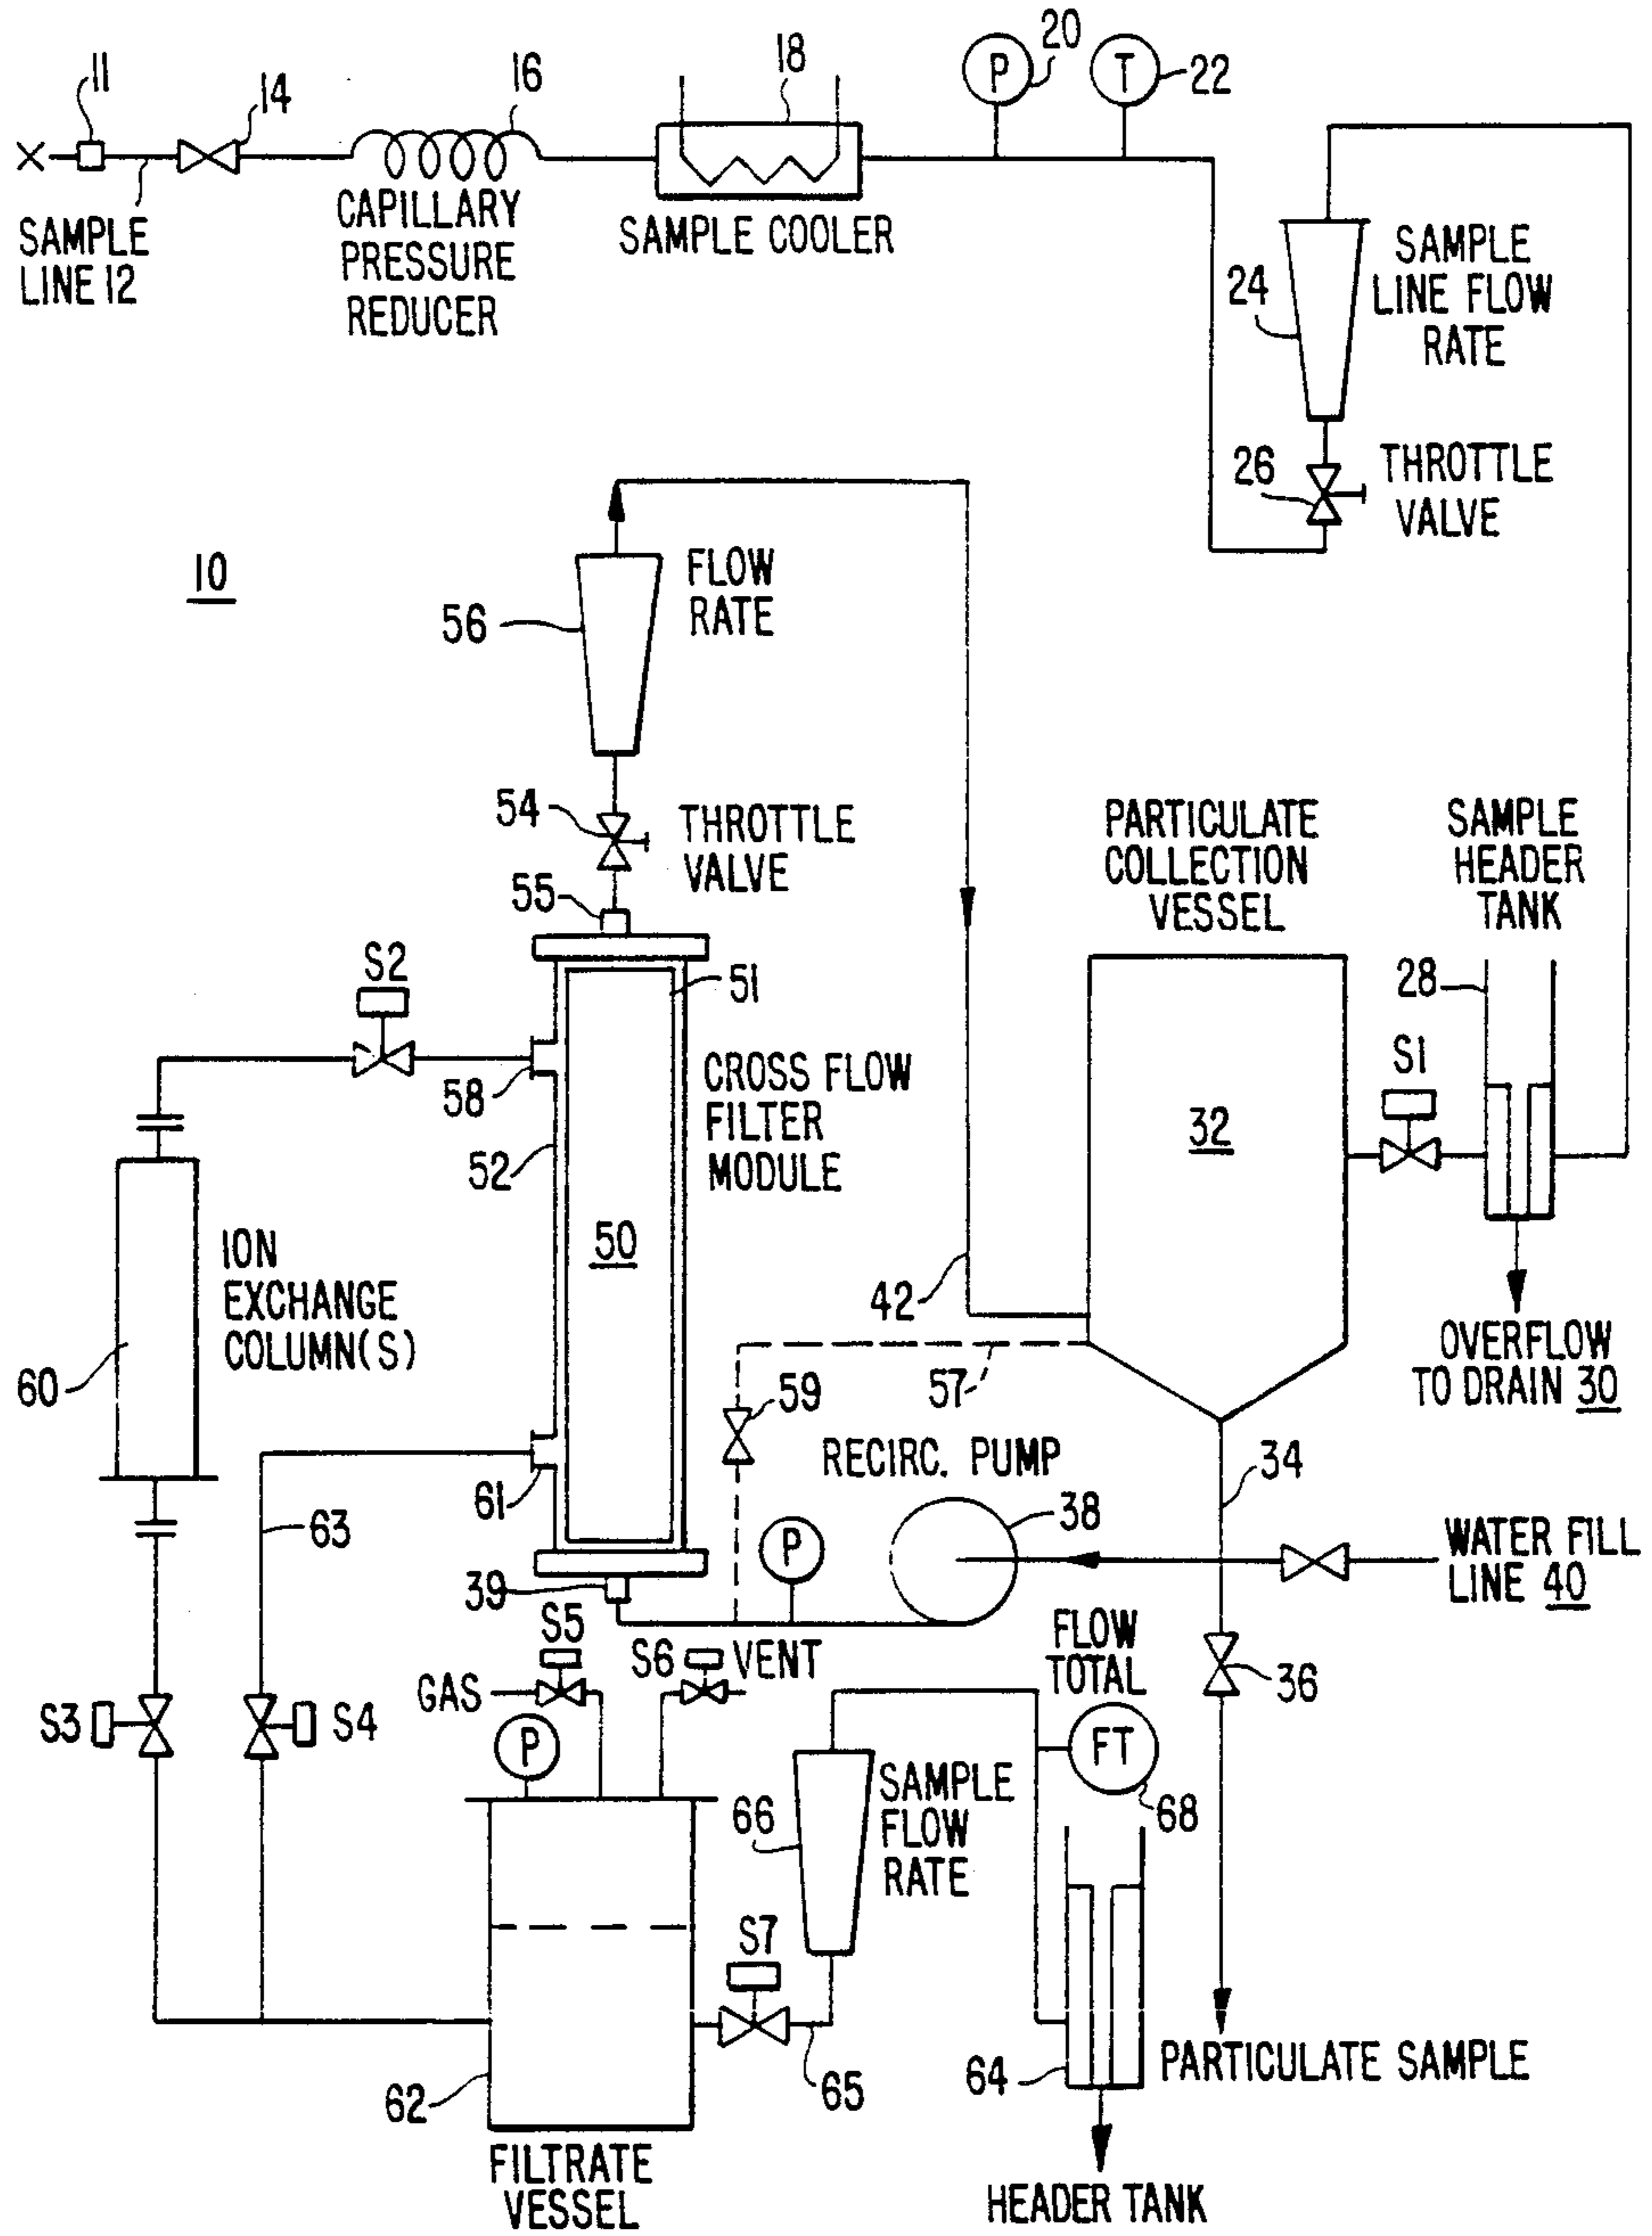 11
14
16
18
20
22
P
T
SAMPLE
LINE 12
CAPILLARY
PRESSURE
REDUCER
SAMPLE COOLER
24
SAMPLE
LINE FLOW
RATE
26
THROTTLE
VALVE
10
56
FLOW
RATE
54
THROTTLE
VALVE
55
PARTICULATE
COLLECTION
VESSEL
SAMPLE
HEADER
TANK
S2
51
28
S1
58
52
CROSS FLOW
FILTER
MODULE
32
50
ION
EXCHANGE
COLUMN(S)
60
42
OVERFLOW
TO DRAIN 30
57
59
RECIRC. PUMP
34
61
63
38
P
WATER FILL
LINE 40
39
S5
S6
VENT
FLOW
TOTAL
36
GAS
S3
S4
P
FT
68
66
SAMPLE
FLOW
RATE
S7
62
65
64
PARTICULATE SAMPLE
FILTRATE
VESSEL
HEADER TANK